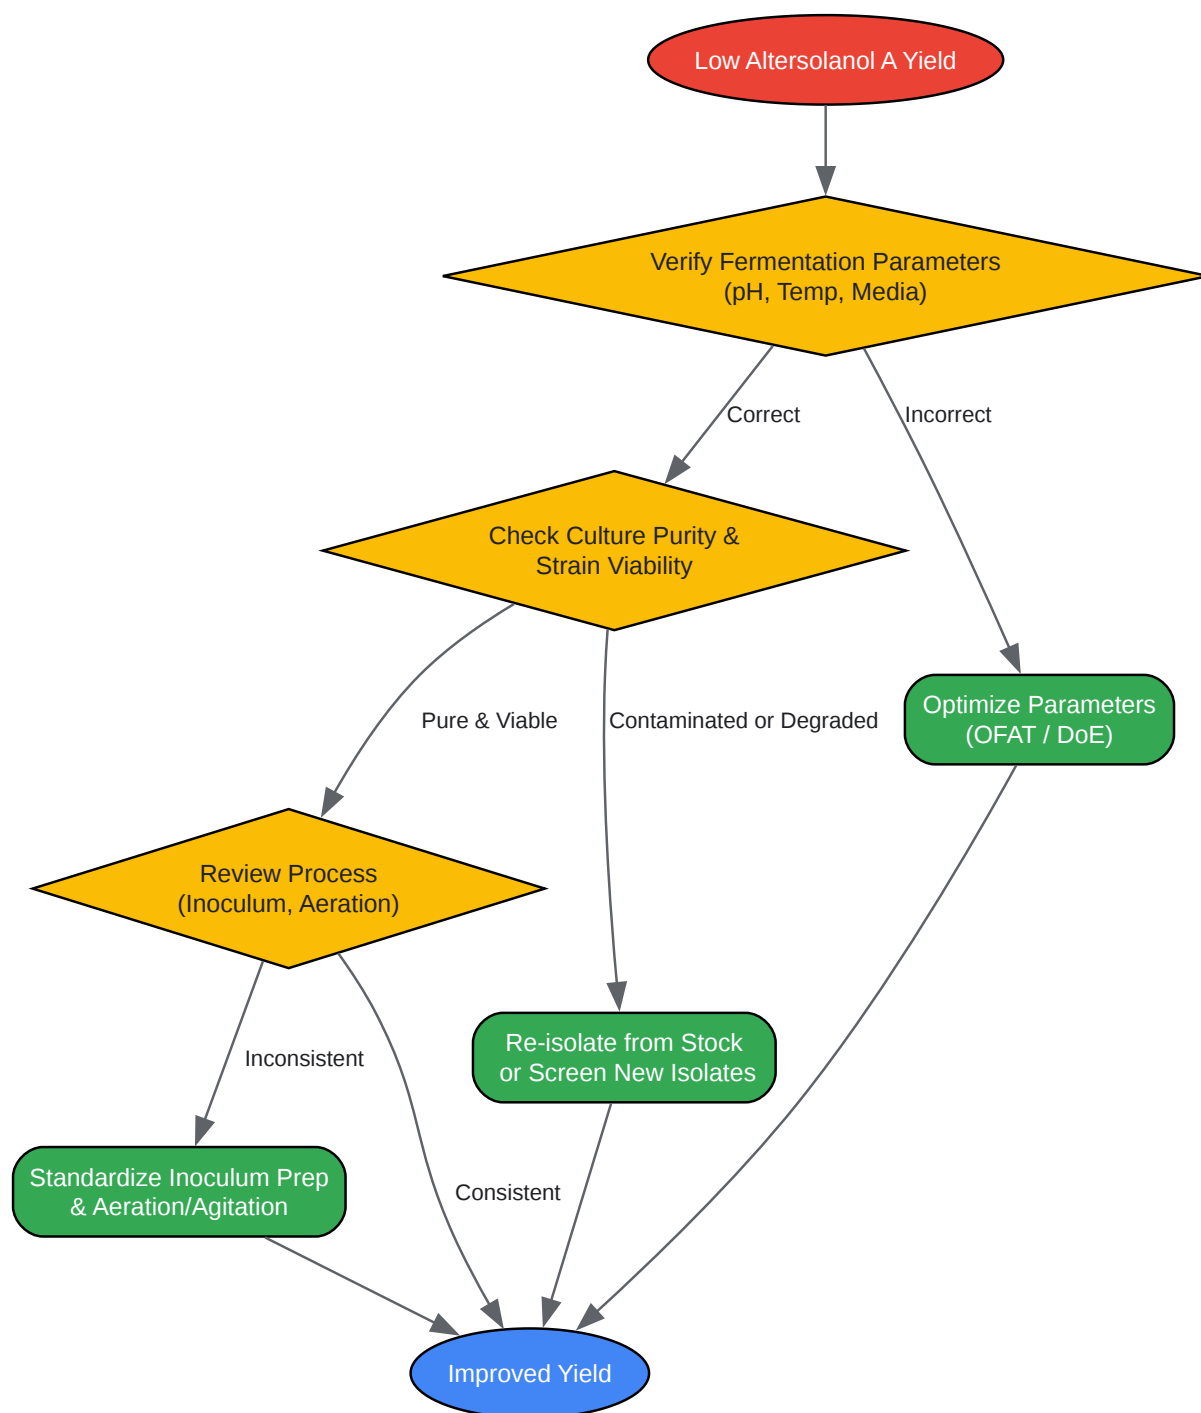 Low Altersolanol A Yield
Verify Fermentation Parameters
(pH, Temp, Media)
Correct
Incorrect
Check Culture Purity &
Strain Viability
Pure & Viable
Contaminated or Degraded
Optimize Parameters
(OFAT / DoE)
Review Process
(Inoculum, Aeration)
Inconsistent
Re-isolate from Stock
or Screen New Isolates
Standardize Inoculum Prep
& Aeration/Agitation
Consistent
Improved Yield